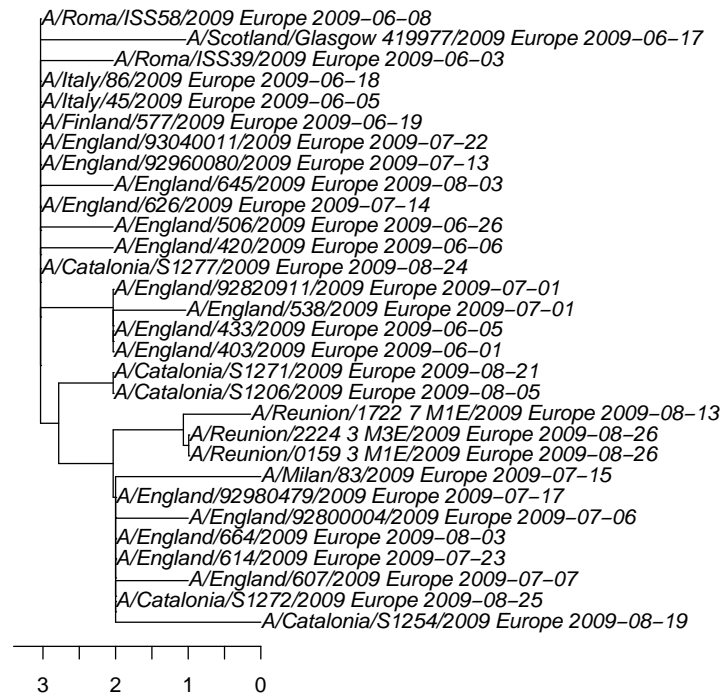 A/Roma/ISS58/2009 Europe 2009−06−08
A/Scotland/Glasgow 419977/2009 Europe 2009−06−17
A/Roma/ISS39/2009 Europe 2009−06−03
A/Italy/86/2009 Europe 2009−06−18
A/Italy/45/2009 Europe 2009−06−05
A/Finland/577/2009 Europe 2009−06−19
A/England/93040011/2009 Europe 2009−07−22
A/England/92960080/2009 Europe 2009−07−13
A/England/645/2009 Europe 2009−08−03
A/England/626/2009 Europe 2009−07−14
A/England/506/2009 Europe 2009−06−26
A/England/420/2009 Europe 2009−06−06
A/Catalonia/S1277/2009 Europe 2009−08−24
A/England/92820911/2009 Europe 2009−07−01
A/England/538/2009 Europe 2009−07−01
A/England/433/2009 Europe 2009−06−05
A/England/403/2009 Europe 2009−06−01
A/Catalonia/S1271/2009 Europe 2009−08−21
A/Catalonia/S1206/2009 Europe 2009−08−05
A/Reunion/1722 7 M1E/2009 Europe 2009−08−13
A/Reunion/2224 3 M3E/2009 Europe 2009−08−26
A/Reunion/0159 3 M1E/2009 Europe 2009−08−26
A/Milan/83/2009 Europe 2009−07−15
A/England/92980479/2009 Europe 2009−07−17
A/England/92800004/2009 Europe 2009−07−06
A/England/664/2009 Europe 2009−08−03
A/England/614/2009 Europe 2009−07−23
A/England/607/2009 Europe 2009−07−07
A/Catalonia/S1272/2009 Europe 2009−08−25
A/Catalonia/S1254/2009 Europe 2009−08−19
3 2 1 0